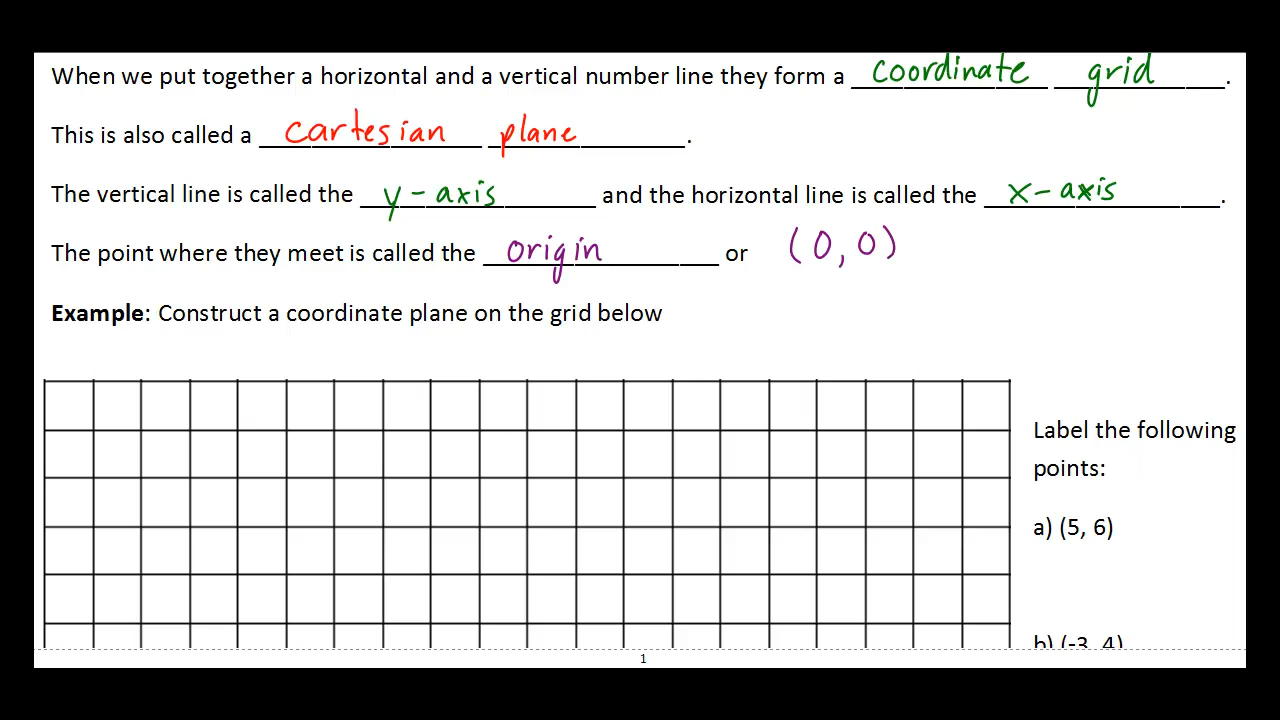 When we put together a horizontal and a vertical number line they form a coordinate grid.
This is also called a cartesian plane.
The vertical line is called the y-axis and the horizontal line is called the x-axis.
The point where they meet is called the origin or (0,0)
Example: Construct a coordinate plane on the grid below
Label the following
points:
a) (5, 6)
b) (-3, 4)
1